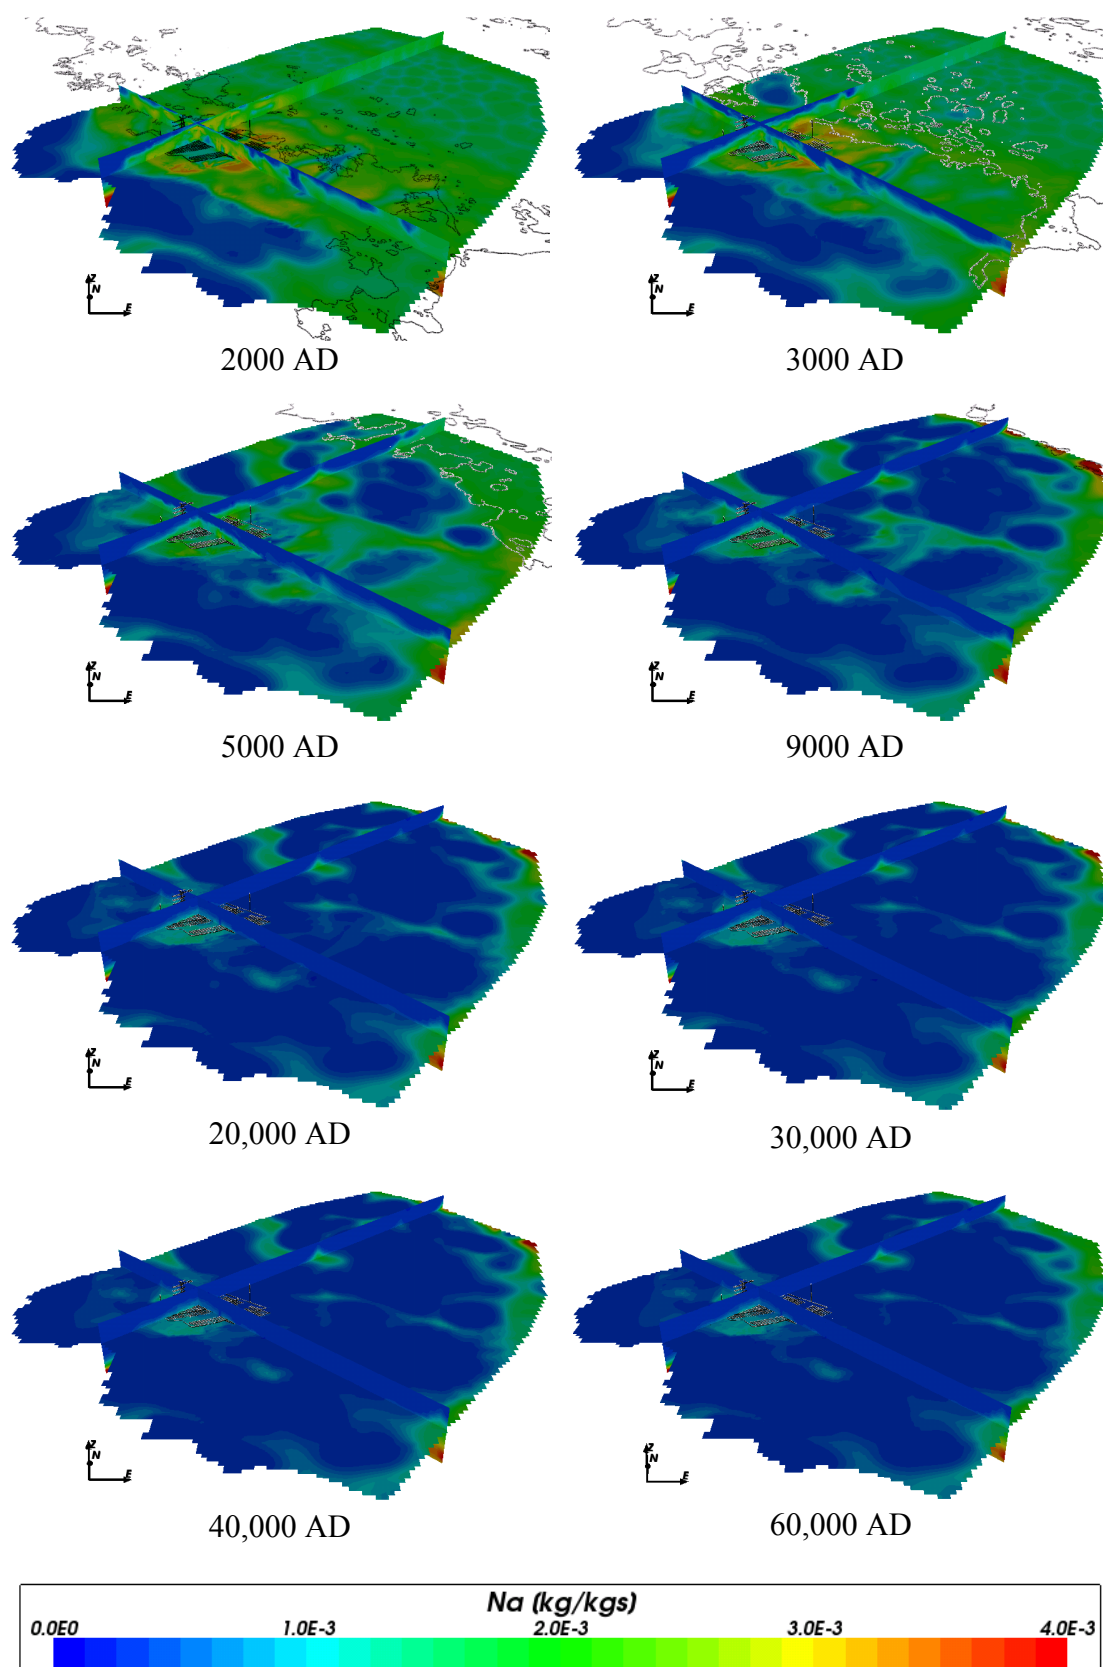 Z
N
E
2000 AD
Z
N
E
3000 AD
Z
N
E
5000 AD
Z
N
E
9000 AD
Z
N
E
20,000 AD
Z
N
E
30,000 AD
Z
N
E
40,000 AD
Z
N
E
60,000 AD
Na (kg/kgs)
0.0E0 1.0E-3 2.0E-3 3.0E-3 4.0E-3